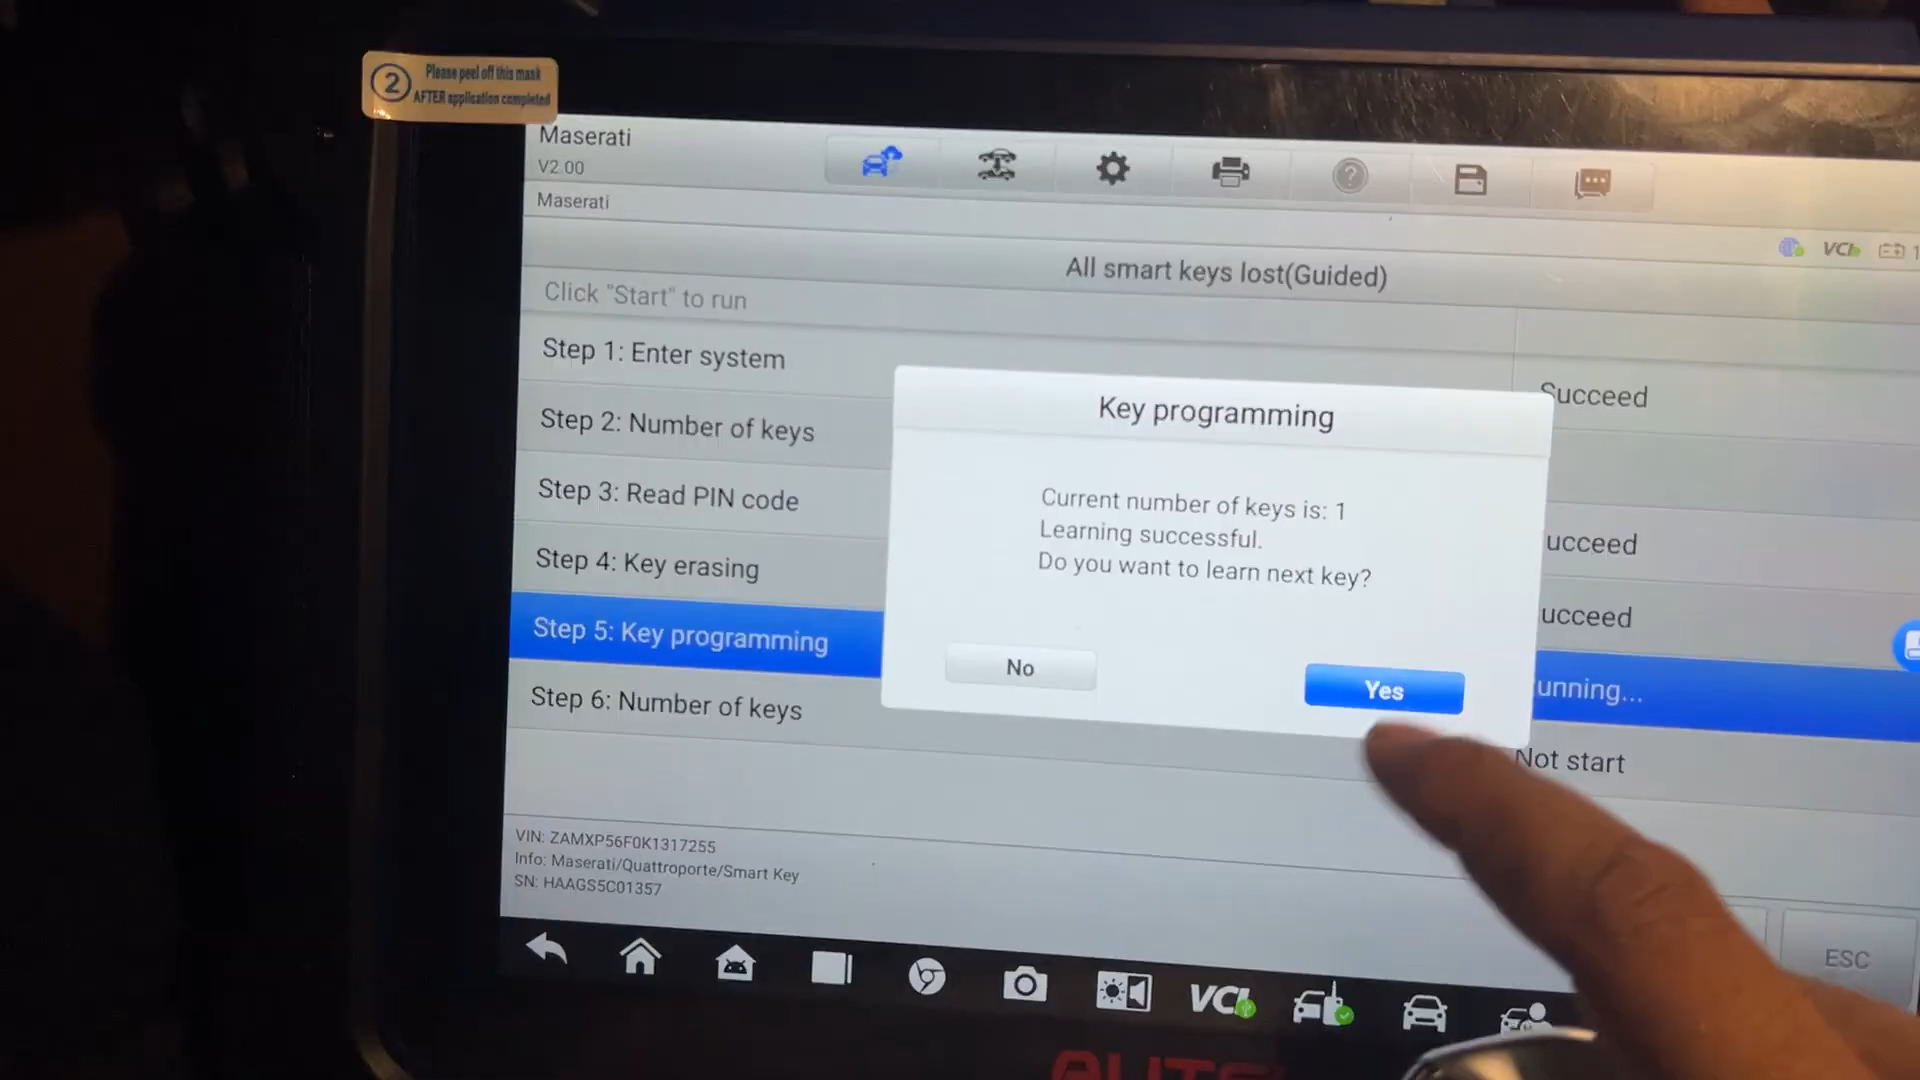 2
Please peel off this mask
AFTER application completed
Maserati
V2.00
Maserati
VCI
1
All smart keys lost(Guided)
Click "Start" to run
Step 1: Enter system
Succeed
Step 2: Number of keys
Step 3: Read PIN code
ucceed
Step 4: Key erasing
ucceed
Step 5: Key programming
unning...
Step 6: Number of keys
Not start
Key programming
Current number of keys is: 1
Learning successful.
Do you want to learn next key?
No
Yes
VIN: ZAMXP56F0K1317255
Info: Maserati/Quattroporte/Smart Key
SN: HAAGS5C01357
ESC
VCI
AUTE